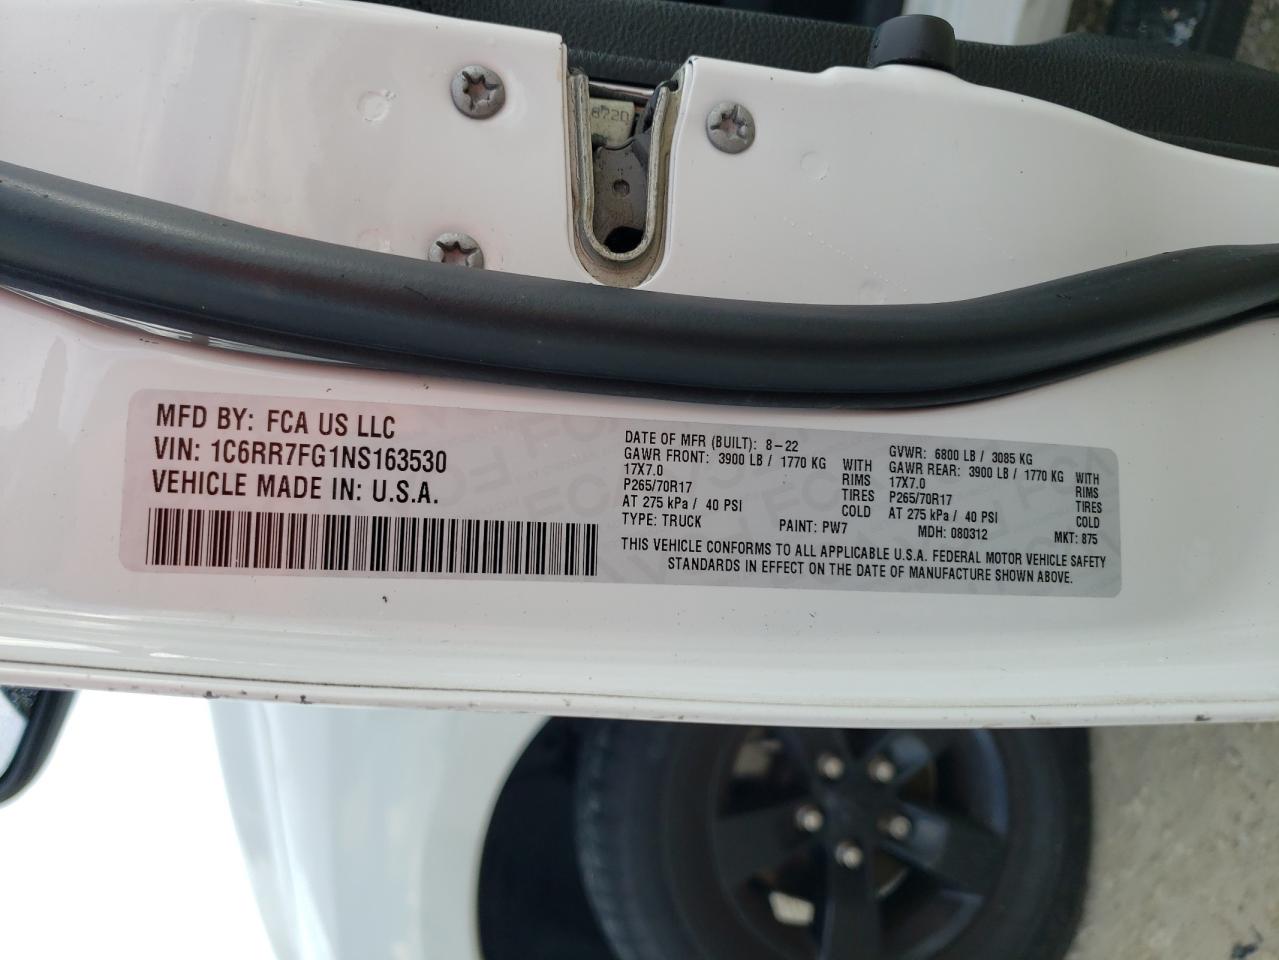 8720
MFD BY: FCA US LLC
VIN: 1C6RR7FG1NS163530
VEHICLE MADE IN: U.S.A.
DATE OF MFR (BUILT): 8-22
GAWR FRONT: 3900 LB / 1770 KG WITH
17X7.0 RIMS
P265/70R17 TIRES
AT 275 kPa / 40 PSI COLD
TYPE: TRUCK PAINT: PW7
GVWR: 6800 LB / 3085 KG
GAWR REAR: 3900 LB / 1770 KG WITH
17X7.0 RIMS
P265/70R17 TIRES
AT 275 kPa / 40 PSI COLD
MDH: 080312 MKT: 875
THIS VEHICLE CONFORMS TO ALL APPLICABLE U.S.A. FEDERAL MOTOR VEHICLE SAFETY
STANDARDS IN EFFECT ON THE DATE OF MANUFACTURE SHOWN ABOVE.